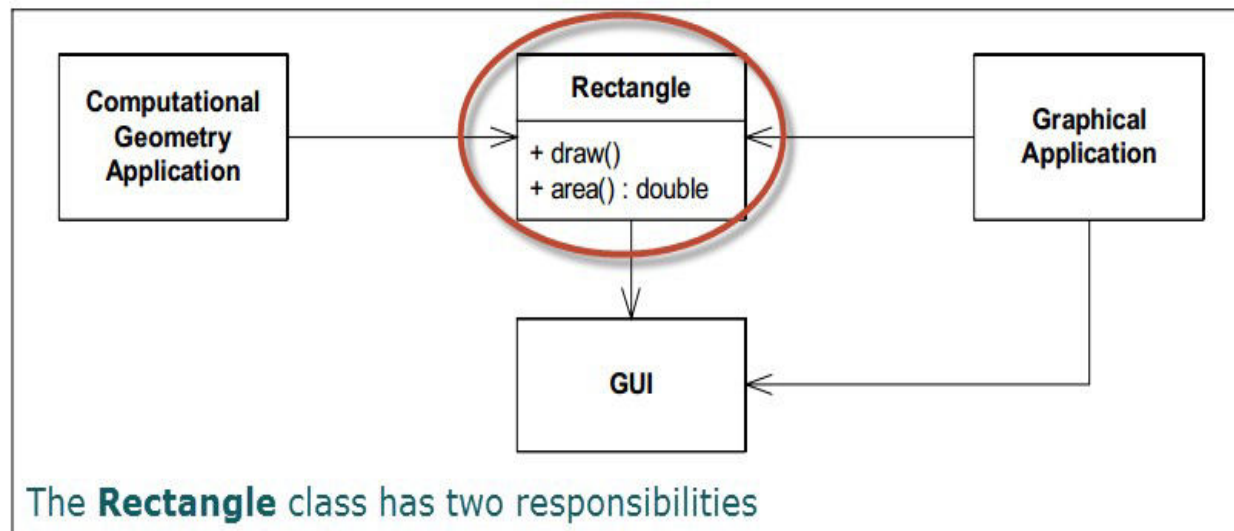 Computational
Geometry
Application
Rectangle
+ draw()
+ area() : double
Graphical
Application
GUI
The Rectangle class has two responsibilities